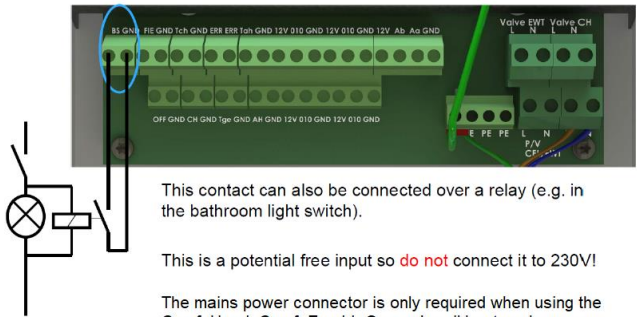 Valve EWT Valve CH
L N L N
BS GND FIE GND Tch GND ERR ERR Tah GND 12V 010 GND 12V 010 GND 12V Ab Aa GND
OFF GND CH GND Tge GND AH GND 12V 010 GND 12V 010 GND
E PE PE L N N
P/V
This contact can also be connected over a relay (e.g. in
the bathroom light switch).
This is a potential free input so do not connect it to 230V!
The mains power connector is only required when using the